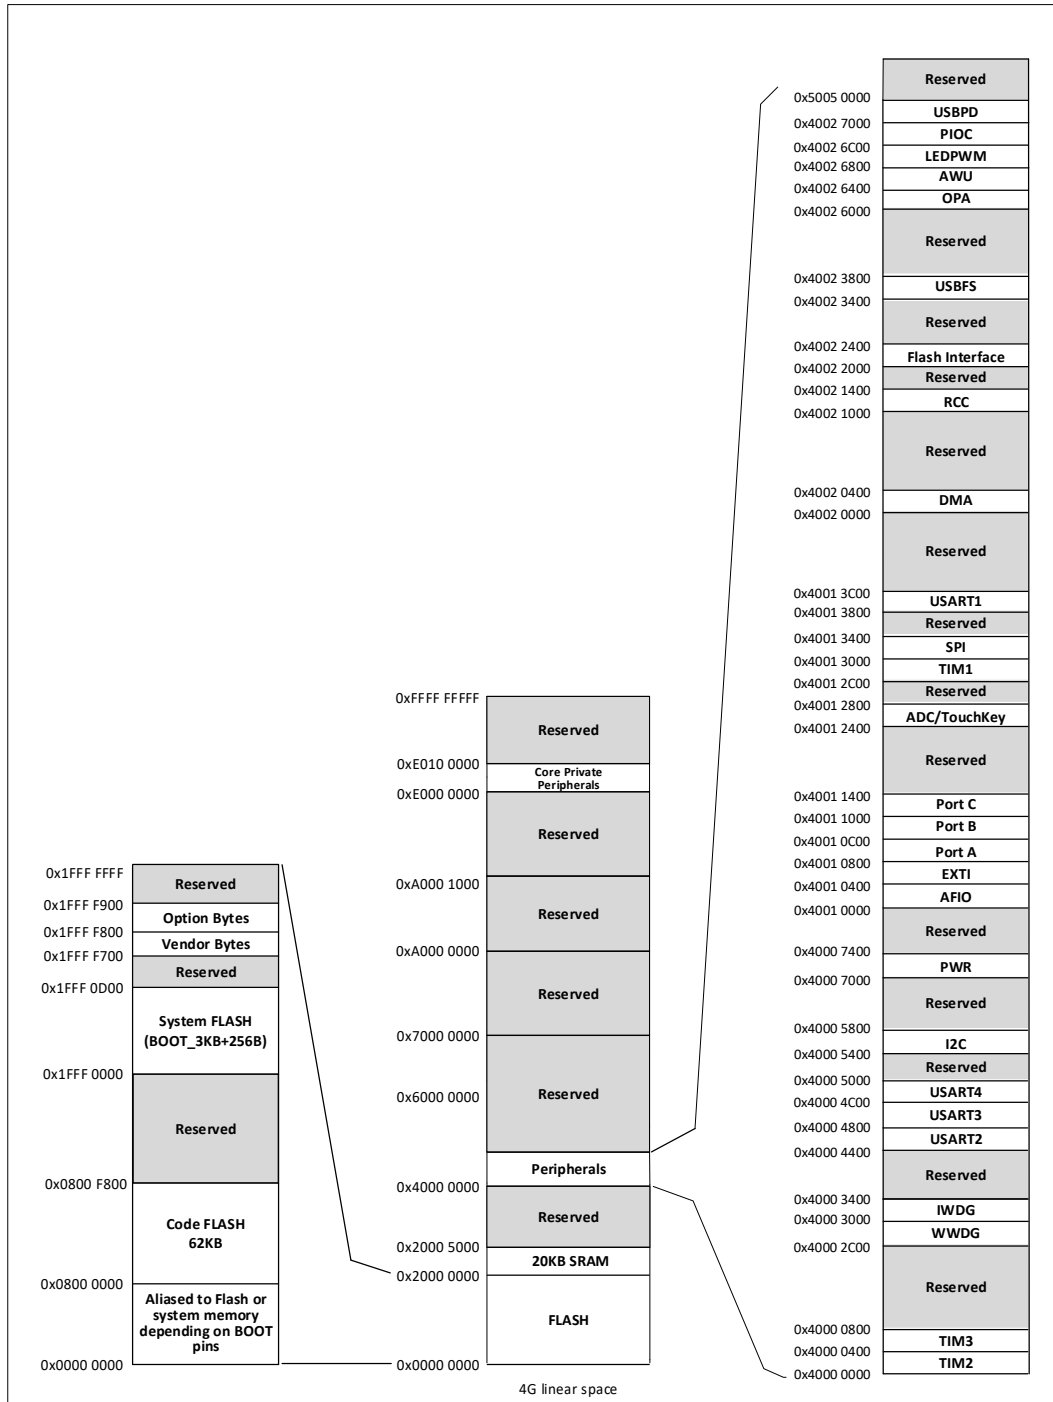 Reserved
0x5005 0000
USBPD
0x4002 7000
PIOC
0x4002 6C00
LEDPWM
0x4002 6800
AWU
0x4002 6400
OPA
0x4002 6000
Reserved
0x4002 3800
USBFS
0x4002 3400
Reserved
0x4002 2400
Flash Interface
0x4002 2000
Reserved
0x4002 1400
RCC
0x4002 1000
Reserved
0x4002 0400
DMA
0x4002 0000
Reserved
0x4001 3C00
USART1
0x4001 3800
Reserved
0x4001 3400
SPI
0x4001 3000
TIM1
0x4001 2C00
Reserved
0x4001 2800
ADC/TouchKey
0x4001 2400
Reserved
0x4001 1400
Port C
0x4001 1000
Port B
0x4001 0C00
Port A
0x4001 0800
EXTI
0x4001 0400
AFIO
0x4001 0000
Reserved
0x4000 7400
PWR
0x4000 7000
Reserved
0x4000 5800
I2C
0x4000 5400
Reserved
0x4000 5000
USART4
0x4000 4C00
USART3
0x4000 4800
USART2
0x4000 4400
Reserved
0x4000 3400
IWDG
0x4000 3000
WWDG
0x4000 2C00
Reserved
0x4000 0800
TIM3
0x4000 0400
TIM2
0x4000 0000
0xFFFF FFFFF
Reserved
0xE010 0000
Core Private
Peripherals
0xE000 0000
Reserved
0xA000 1000
Reserved
0xA000 0000
Reserved
0x7000 0000
Reserved
0x6000 0000
Peripherals
0x4000 0000
Reserved
0x2000 5000
20KB SRAM
0x2000 0000
FLASH
0x0000 0000
4G linear space
0x1FFF FFFF
Reserved
0x1FFF F900
Option Bytes
0x1FFF F800
Vendor Bytes
0x1FFF F700
Reserved
0x1FFF 0D00
System FLASH
(BOOT_3KB+256B)
0x1FFF 0000
Reserved
0x0800 F800
Code FLASH
62KB
0x0800 0000
Aliased to Flash or
system memory
depending on BOOT
pins
0x0000 0000